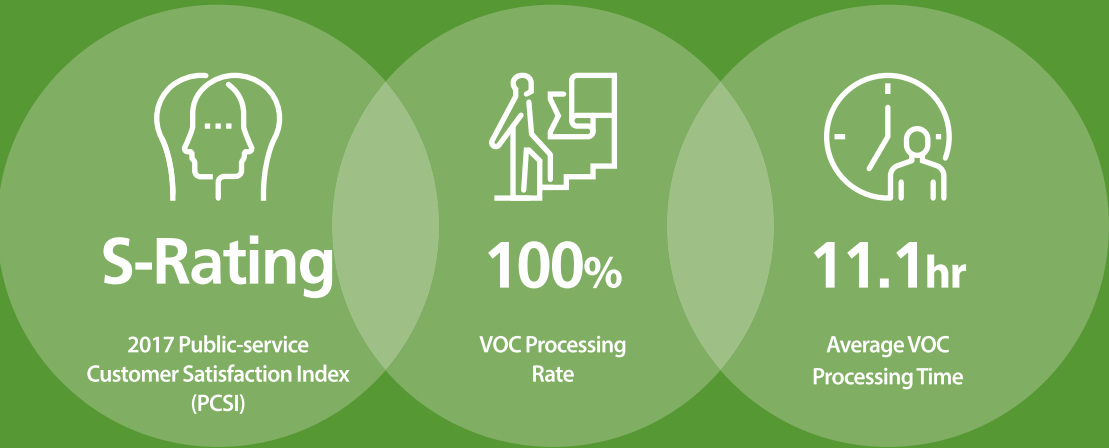 S-Rating
2017 Public-service
Customer Satisfaction Index
(PCSI)
100%
VOC Processing
Rate
11.1hr
Average VOC
Processing Time